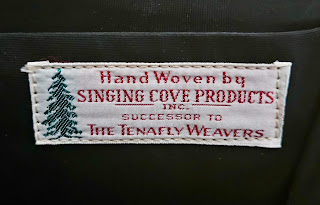 Hand Woven by
SINGING COVE PRODUCTS
INC.
SUCCESSOR TO
THE TENAFLY WEAVERS